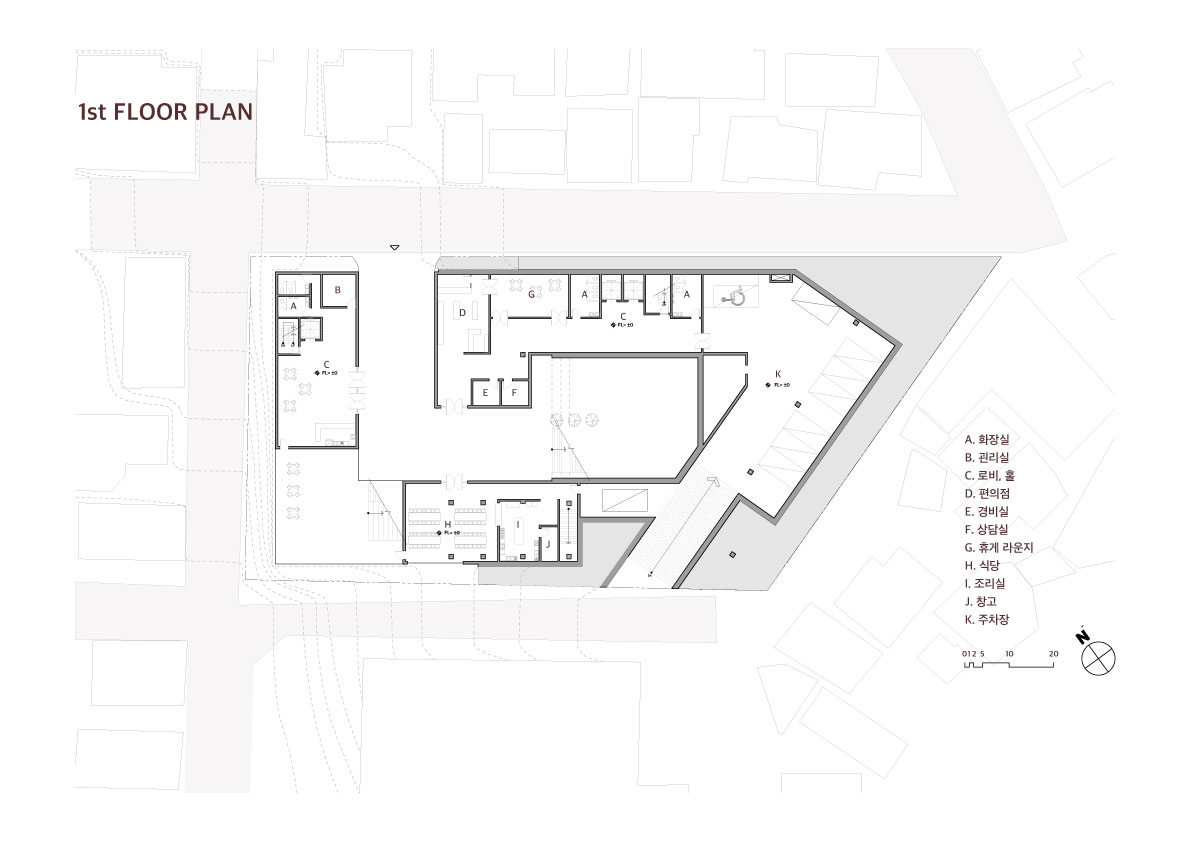 1st FLOOR PLAN
A
B
C
FL= ±0
D
G
A
C
FL= ±0
A
E
F
K
FL= ±0
H
FL= ±0
I
J
A. 화장실
B. 관리실
C. 로비, 홀
D. 편의점
E. 경비실
F. 상담실
G. 휴게 라운지
H. 식당
I. 조리실
J. 창고
K. 주차장
N
0 1 2 5 10 20